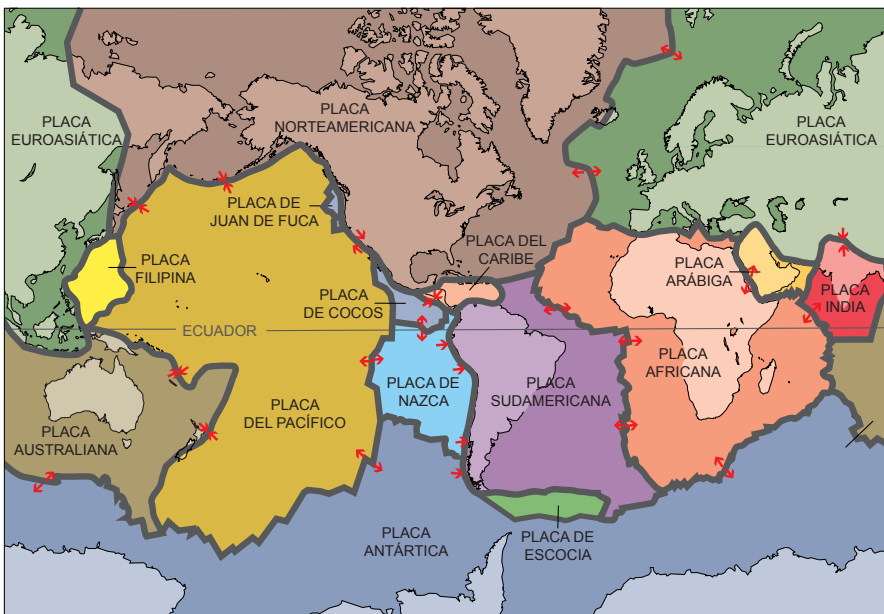 PLACA
NORTEAMERICANA
PLACA
EUROASIÁTICA
PLACA
EUROASIÁTICA
PLACA DE
JUAN DE FUCA
PLACA DEL
CARIBE
PLACA
FILIPINA
PLACA
ARÁBIGA
PLACA
DE COCOS
PLACA
INDIA
ECUADOR
PLACA DE
NAZCA
PLACA
SUDAMERICANA
PLACA
AFRICANA
PLACA
DEL PACÍFICO
PLACA
AUSTRALIANA
PLACA
ANTÁRTICA
PLACA DE
ESCOCIA